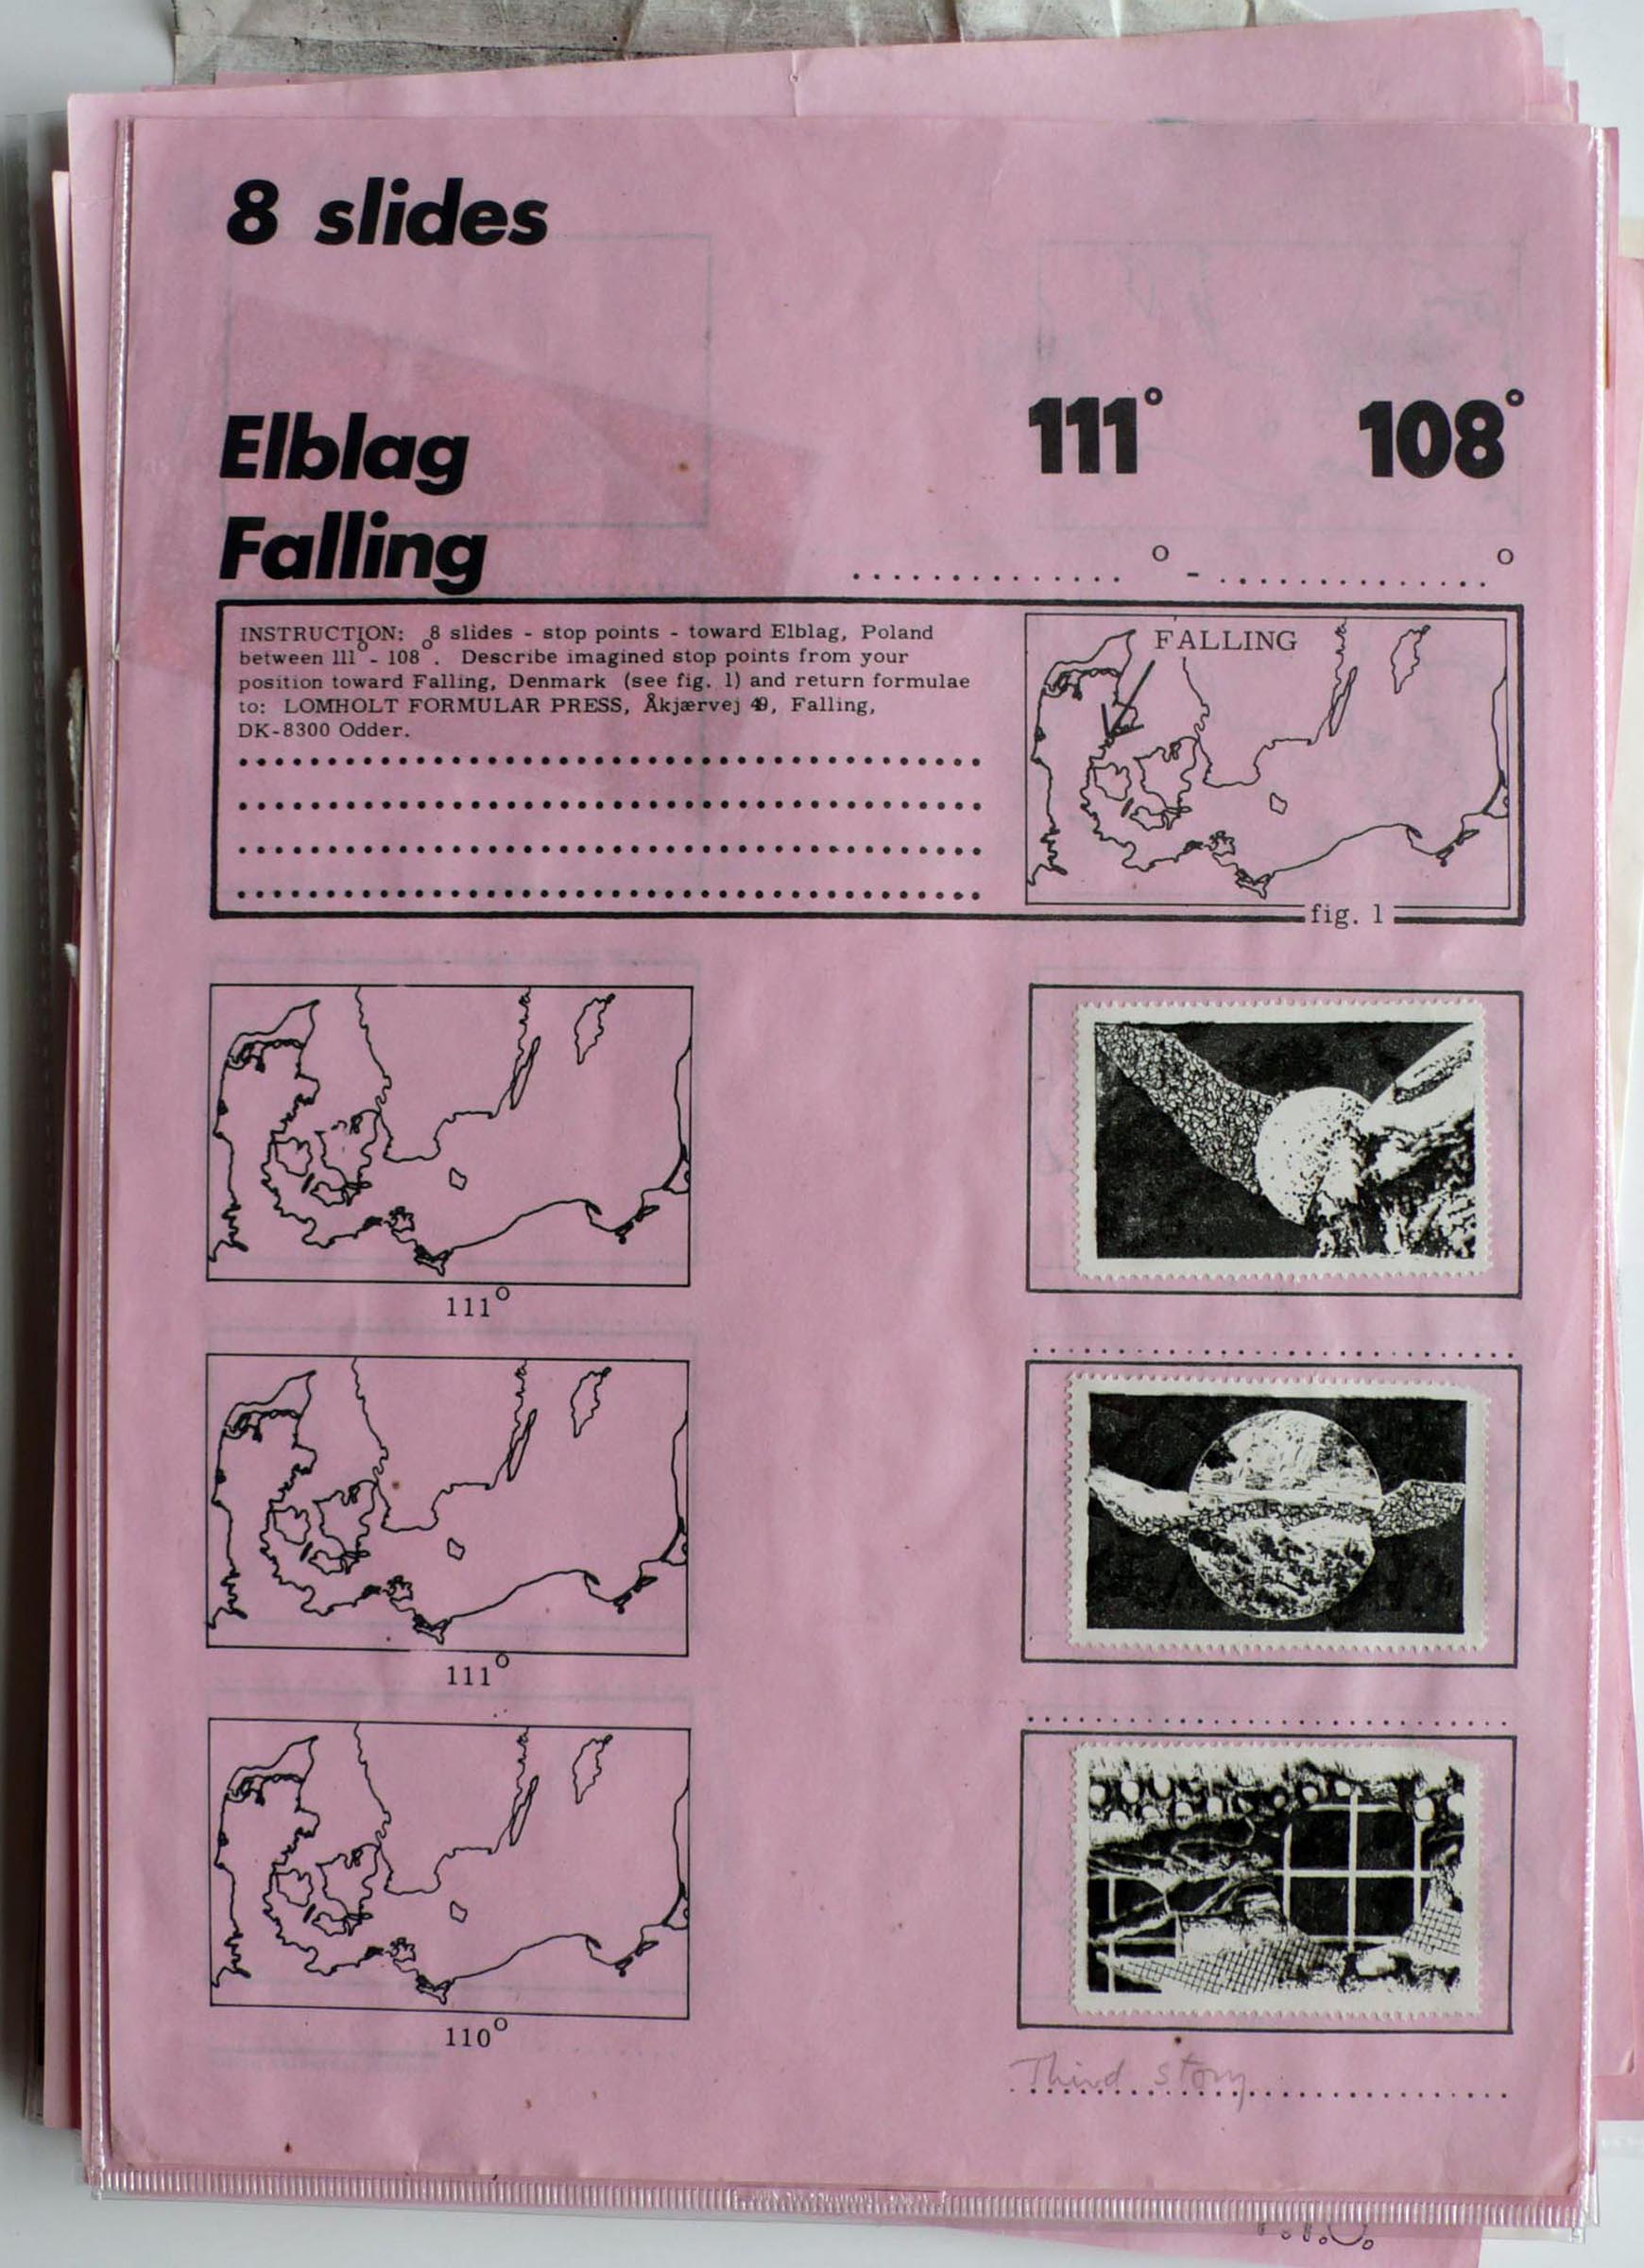 8 slides
Elblag 111° 108°
Falling
.............. ° - .............. °
INSTRUCTION: 8 slides - stop points - toward Elblag, Poland
between 111° - 108°. Describe imagined stop points from your
position toward Falling, Denmark (see fig. 1) and return formulae
to: LOMHOLT FORMULAR PRESS, Åkjærvej 49, Falling,
DK-8300 Odder.
FALLING
fig. 1
111°
111°
110°
Third story